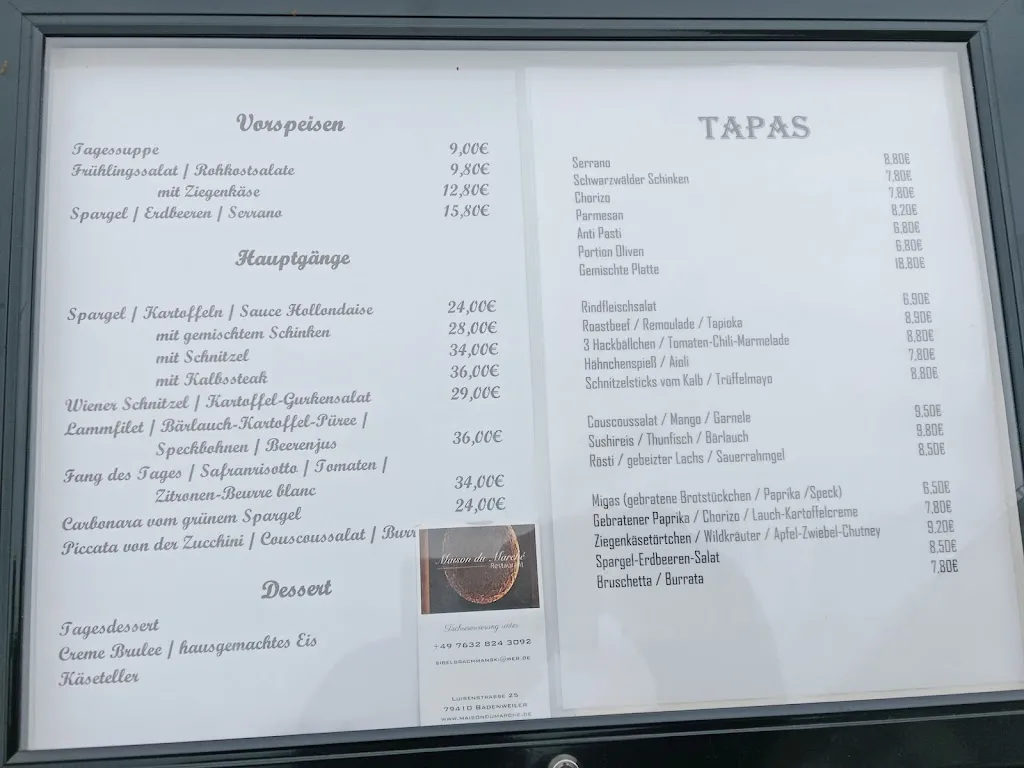 Vorspeisen
Tagessuppe 9,00€
Frühlingssalat / Rohkostsalate 9,80€
mit Ziegenkäse 12,80€
Spargel / Erdbeeren / Serrano 15,80€
Hauptgänge
Spargel / Kartoffeln / Sauce Hollondaise 24,00€
mit gemischtem Schinken 28,00€
mit Schnitzel 34,00€
mit Kalbssteak 36,00€
Wiener Schnitzel / Kartoffel-Gurkensalat 29,00€
Lammfilet / Bärlauch-Kartoffel-Püree /
Speckbohnen / Beerenjus 36,00€
Fang des Tages / Safranrisotto / Tomaten /
Zitronen-Beurre blanc 34,00€
Carbonara vom grünem Spargel 24,00€
Piccata von der Zucchini / Couscoussalat / Burr
Dessert
Tagesdessert
Creme Brulee / hausgemachtes Eis
Käseteller
Maison du Marché
Restaurant
Tischreservierung unter
+49 7632 824 3092
Luisenstrasse 25
79410 Badenweiler
www.maisondumarche.de
TAPAS
Serrano 8,80€
Schwarzwälder Schinken 7,80€
Chorizo 7,80€
Parmesan 8,20€
Anti Pasti 6,80€
Portion Oliven 6,80€
Gemischte Platte 18,80€
Rindfleischsalat 6,90€
Roastbeef / Remoulade / Tapioka 8,90€
3 Hackbällchen / Tomaten-Chili-Marmelade 8,80€
Hähnchenspieß / Aioli 7,80€
Schnitzelsticks vom Kalb / Trüffelmayo 8,80€
Couscoussalat / Mango / Garnele 9,50€
Sushireis / Thunfisch / Bärlauch 9,80€
Rösti / gebeizter Lachs / Sauerrahmgel 8,50€
Migas (gebratene Brotstückchen / Paprika /Speck) 6,50€
Gebratener Paprika / Chorizo / Lauch-Kartoffelcreme 7,80€
Ziegenkäsetörtchen / Wildkräuter / Apfel-Zwiebel-Chutney 9,20€
Spargel-Erdbeeren-Salat 8,50€
Bruschetta / Burrata 7,80€